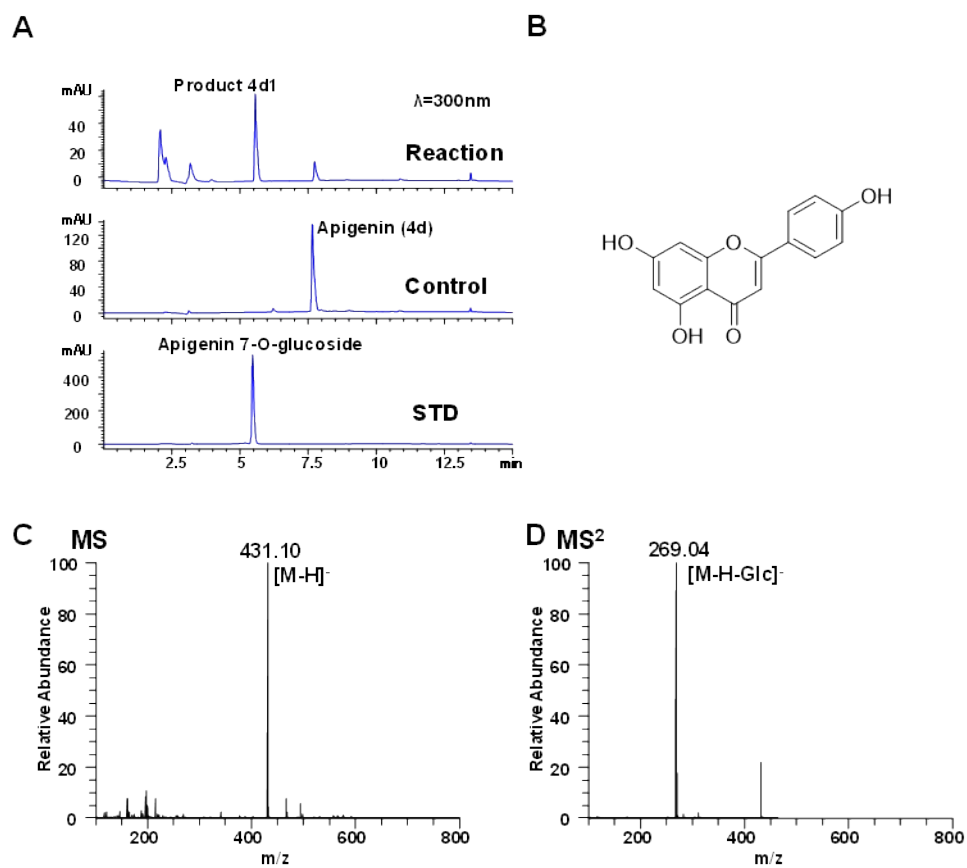 A
Product 4d1
mAU
λ=300nm
40
Reaction
20
0
mAU
120
Apigenin (4d)
80
Control
40
0
Apigenin 7-O-glucoside
mAU
400
STD
200
0
2.5 5 7.5 10 12.5 min
B
OH
HO
O
OH O
C MS
431.10
[M-H]-
100
80
60
40
20
0
Relative Abundance
200 400 600 800
m/z
D MS²
269.04
[M-H-Glc]-
100
80
60
40
20
0
Relative Abundance
200 400 600 800
m/z